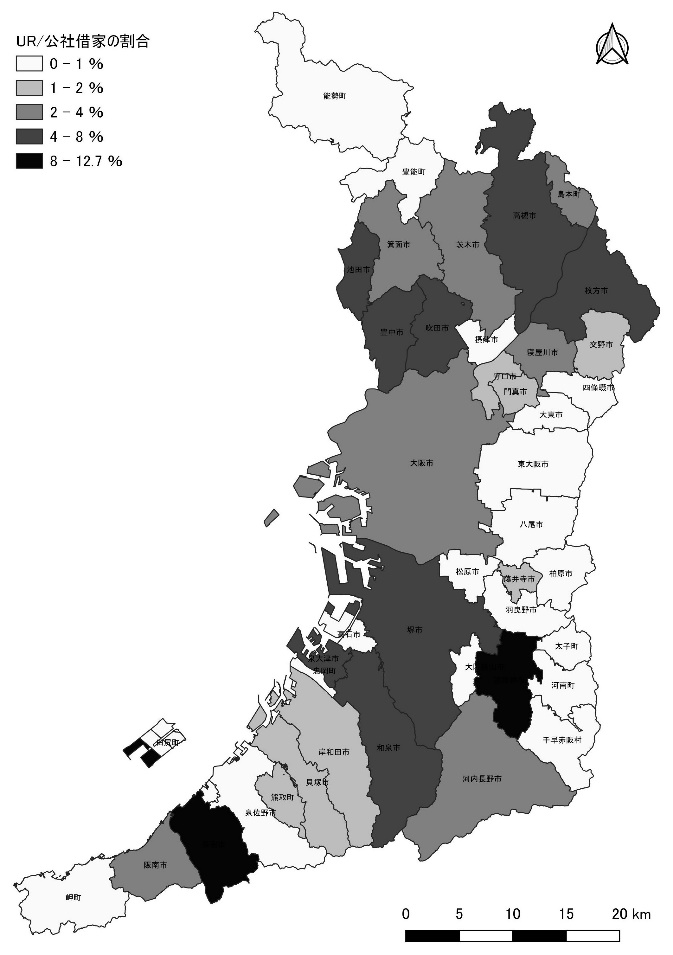 UR/公社借家の割合
0 - 1 %
1 - 2 %
2 - 4 %
4 - 8 %
8 - 12.7 %
能勢町
豊能町
島本町
高槻市
茨木市
箕面市
池田市
枚方市
吹田市
豊中市
摂津市
交野市
寝屋川市
守口市
門真市
四條畷市
大東市
大阪市
東大阪市
八尾市
松原市
柏原市
藤井寺市
羽曳野市
堺市
高石市
太子町
泉大津市
忠岡町
河南町
千早赤阪村
和泉市
岸和田市
河内長野市
貝塚市
熊取町
泉佐野市
田尻町
阪南市
岬町
0 5 10 15 20 km